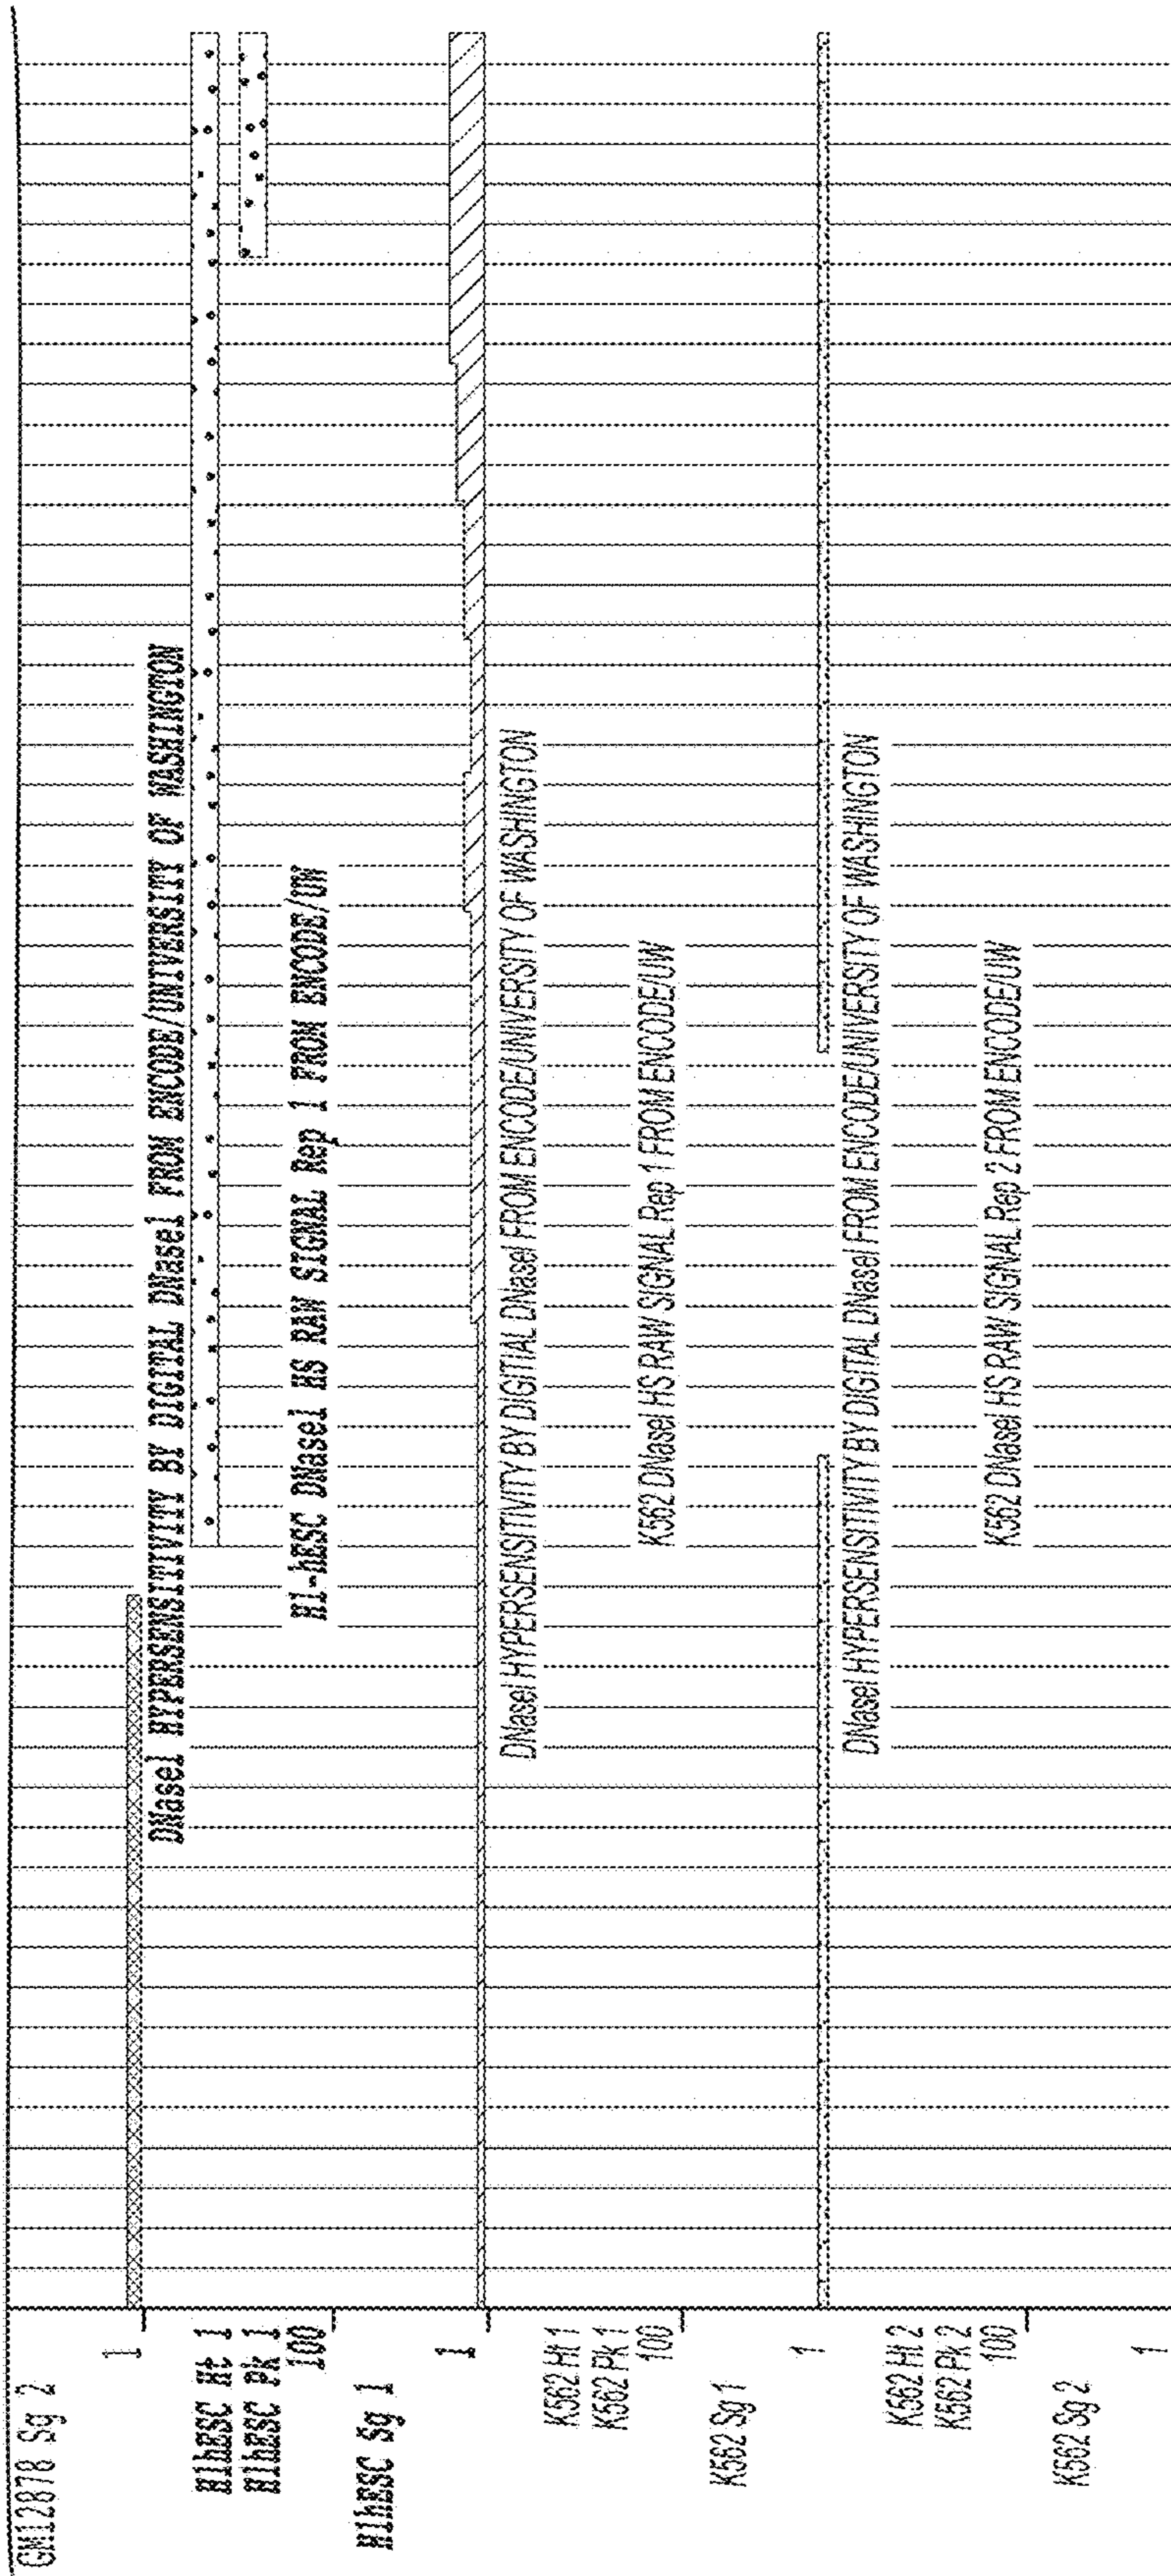 GM12878 Sg 2
1
DNaseI HYPERSENSITIVITY BY DIGITAL DNaseI FROM ENCODE/UNIVERSITY OF WASHINGTON
H1hESC Ht 1
H1hESC Pk 1
H1-hESC DNaseI HS RAW SIGNAL Rep 1 FROM ENCODE/UW
100
H1hESC Sg 1
1
DNaseI HYPERSENSITIVITY BY DIGITIAL DNaseI FROM ENCODE/UNIVERSITY OF WASHINGTON
K562 Ht 1
K562 Pk 1
K562 DNaseI HS RAW SIGNAL Rep 1 FROM ENCODE/UW
100
K562 Sg 1
1
DNaseI HYPERSENSITIVITY BY DIGITAL DNaseI FROM ENCODE/UNIVERSITY OF WASHINGTON
K562 Ht 2
K562 Pk 2
K562 DNaseI HS RAW SIGNAL Rep 2 FROM ENCODE/UW
100
K562 Sg 2
1